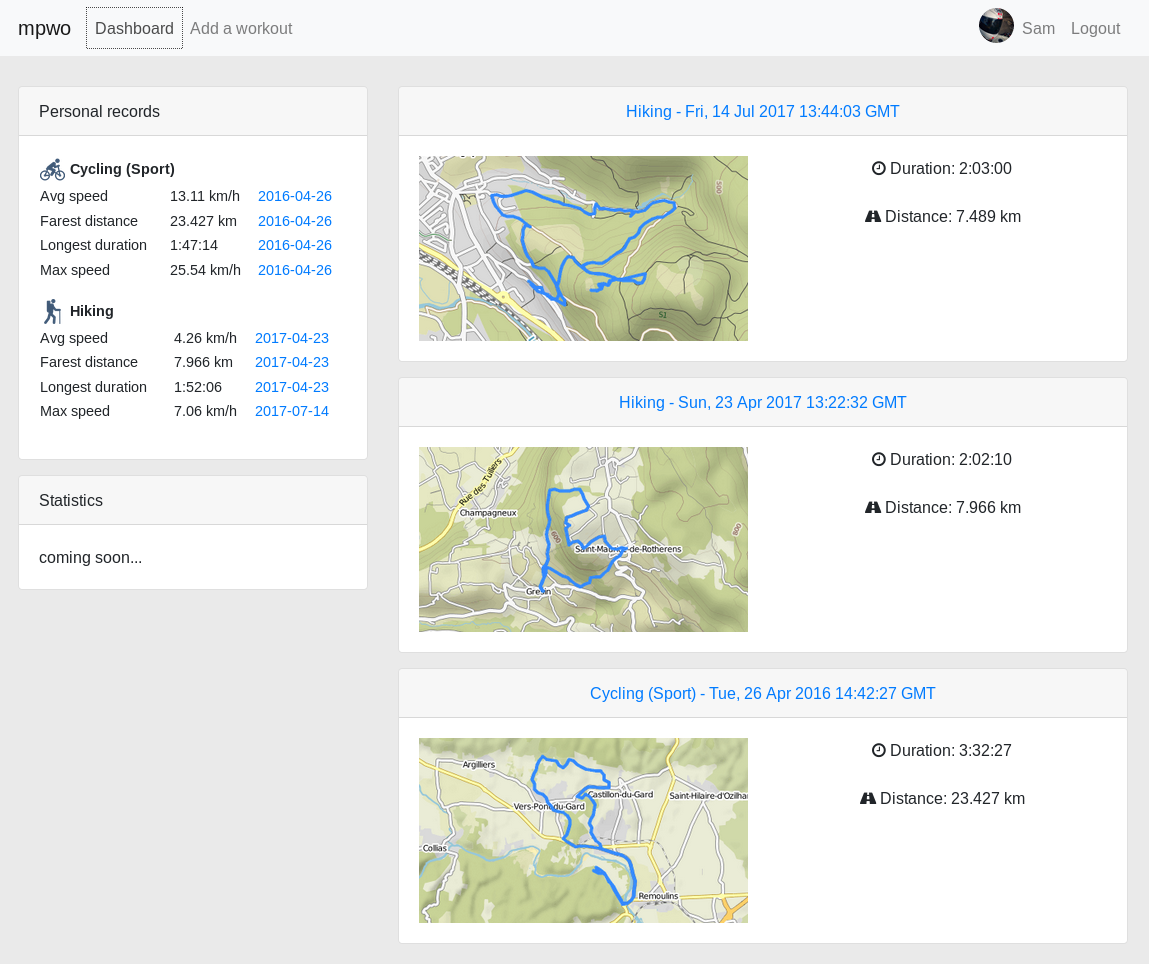 mpwo Dashboard Add a workout Sam Logout
Personal records
Cycling (Sport)
Avg speed 13.11 km/h 2016-04-26
Farest distance 23.427 km 2016-04-26
Longest duration 1:47:14 2016-04-26
Max speed 25.54 km/h 2016-04-26
Hiking
Avg speed 4.26 km/h 2017-04-23
Farest distance 7.966 km 2017-04-23
Longest duration 1:52:06 2017-04-23
Max speed 7.06 km/h 2017-07-14
Statistics
coming soon...
Hiking - Fri, 14 Jul 2017 13:44:03 GMT
500
51
Duration: 2:03:00
Distance: 7.489 km
Hiking - Sun, 23 Apr 2017 13:22:32 GMT
Rue des Tulliers
Champagneux
600
800
Saint-Maurice-de-Rotherens
Gresin
Duration: 2:02:10
Distance: 7.966 km
Cycling (Sport) - Tue, 26 Apr 2016 14:42:27 GMT
Argilliers
Castillon-du-Gard
Saint-Hilaire-d'Ozilhan
Vers-Pont-du-Gard
Collias
Remoulins
Duration: 3:32:27
Distance: 23.427 km